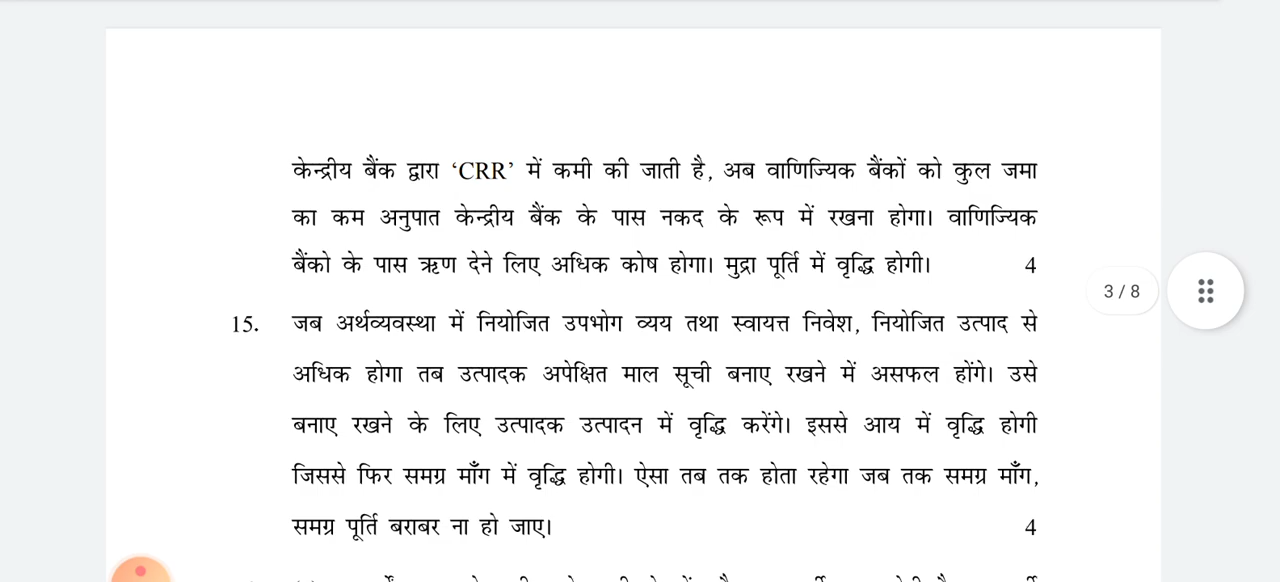 केन्द्रीय बैंक द्वारा ‘CRR’ में कमी की जाती है, अब वाणिज्यिक बैंकों को कुल जमा
का कम अनुपात केन्द्रीय बैंक के पास नकद के रूप में रखना होगा। वाणिज्यिक
बैंको के पास ऋण देने लिए अधिक कोष होगा। मुद्रा पूर्ति में वृद्धि होगी। 4
3 / 8
15. जब अर्थव्यवस्था में नियोजित उपभोग व्यय तथा स्वायत्त निवेश, नियोजित उत्पाद से
अधिक होगा तब उत्पादक अपेक्षित माल सूची बनाए रखने में असफल होंगे। उसे
बनाए रखने के लिए उत्पादक उत्पादन में वृद्धि करेंगे। इससे आय में वृद्धि होगी
जिससे फिर समग्र माँग में वृद्धि होगी। ऐसा तब तक होता रहेगा जब तक समग्र माँग,
समग्र पूर्ति बराबर ना हो जाए। 4